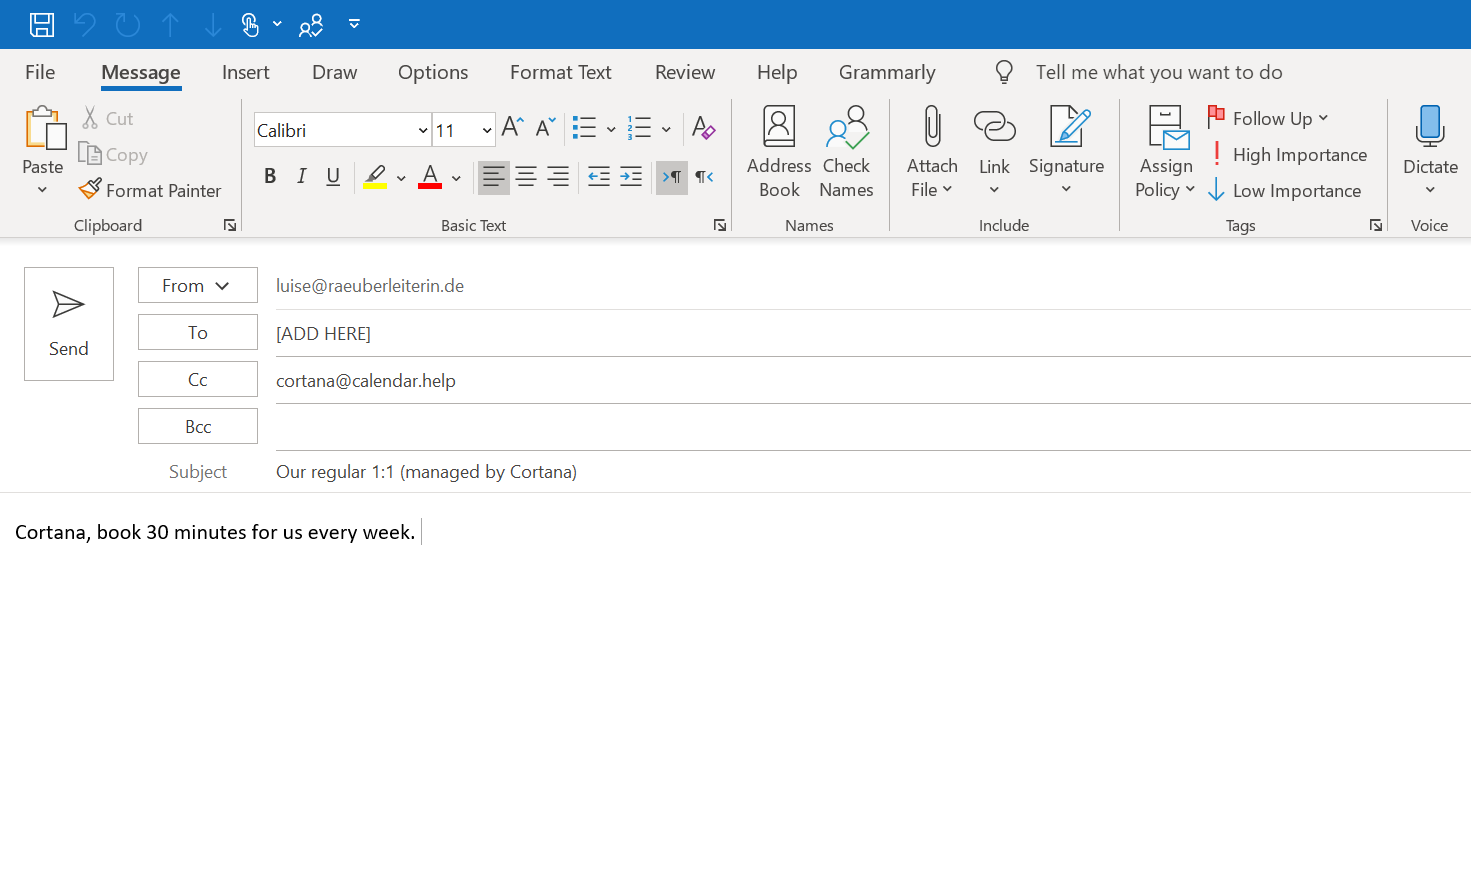 File Message Insert Draw Options Format Text Review Help Grammarly Tell me what you want to do
Paste
Cut
Copy
Format Painter
Clipboard
Calibri 11
B I U
Basic Text
Address Book
Check Names
Names
Attach File
Link
Signature
Include
Assign Policy
Follow Up
High Importance
Low Importance
Tags
Dictate
Voice
Send
From luise@raeuberleiterin.de
To [ADD HERE]
Cc cortana@calendar.help
Bcc
Subject Our regular 1:1 (managed by Cortana)
Cortana, book 30 minutes for us every week.